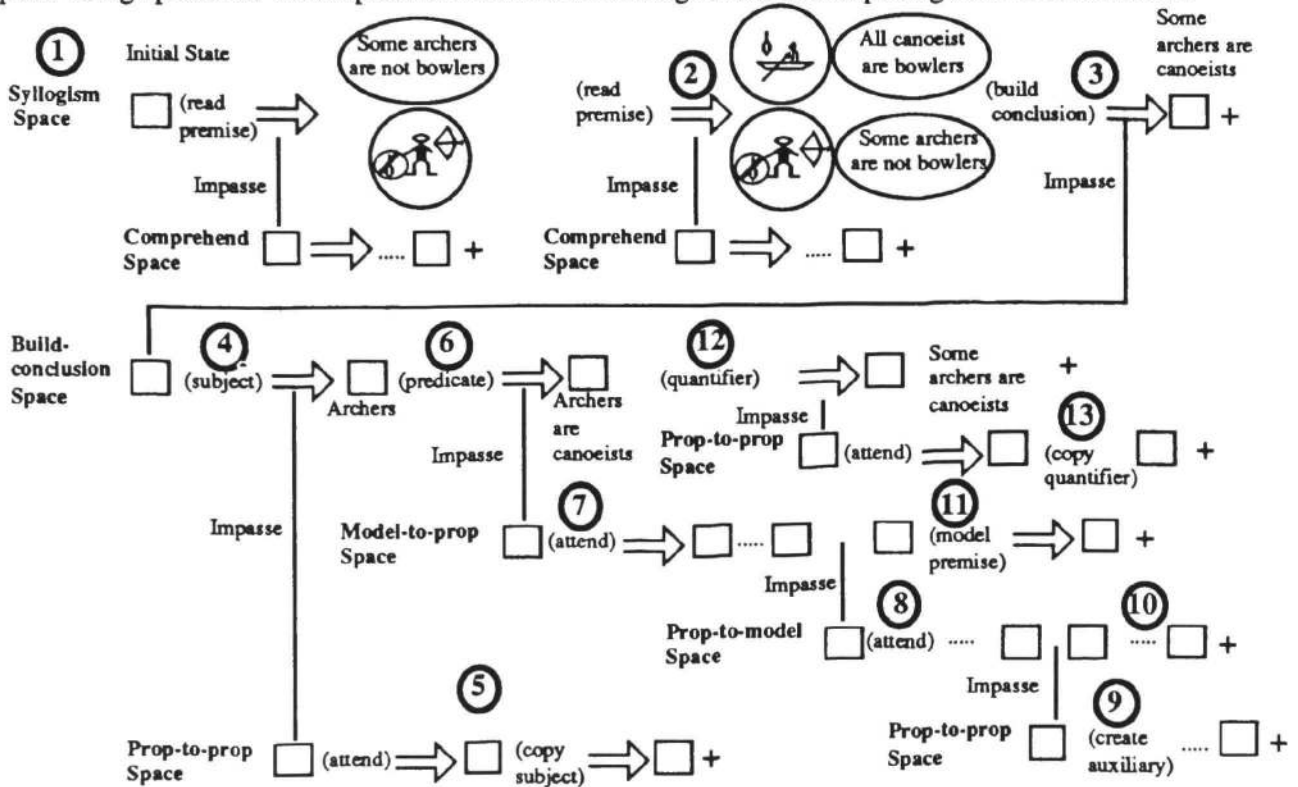 1
Initial State
Syllogism
Space
(read
premise)
Some archers
are not bowlers
Impasse
Comprehend
Space
..... +
2
(read
premise)
All canoeist
are bowlers
Some archers
are not bowlers
Impasse
Comprehend
Space
..... +
3
(build
conclusion)
Some
archers are
canoeists
+
Impasse
Build-
conclusion
Space
4
(subject)
Archers
6
(predicate)
Archers
are
canoeists
12
(quantifier)
Some
archers are
canoeists
+
Impasse
Prop-to-prop
Space
(attend)
13
(copy
quantifier)
+
Impasse
Model-to-prop
Space
7
(attend)
.....
11
(model
premise)
+
Impasse
Prop-to-model
Space
8
(attend)
.....
10
..... +
Impasse
Prop-to-prop
Space
9
(create
auxiliary)
..... +
Impasse
Prop-to-prop
Space
(attend)
5
(copy
subject)
+